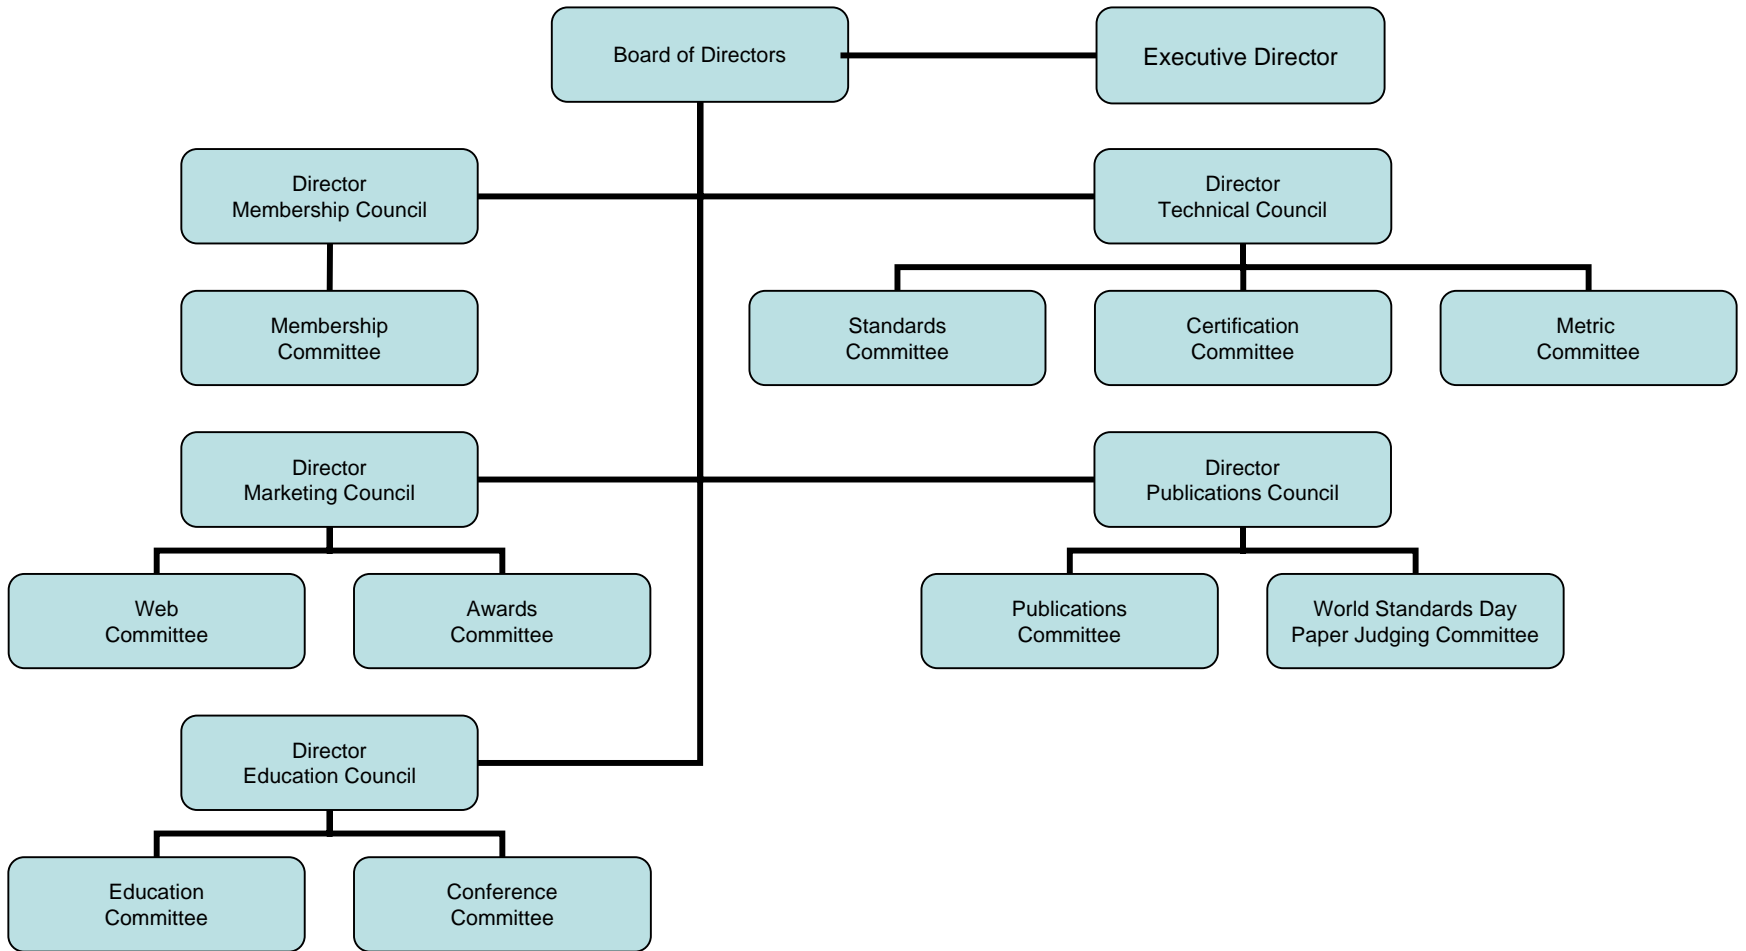 Board of Directors
Executive Director
Director
Membership Council
Director
Technical Council
Membership
Committee
Standards
Committee
Certification
Committee
Metric
Committee
Director
Marketing Council
Director
Publications Council
Web
Committee
Awards
Committee
Publications
Committee
World Standards Day
Paper Judging Committee
Director
Education Council
Education
Committee
Conference
Committee